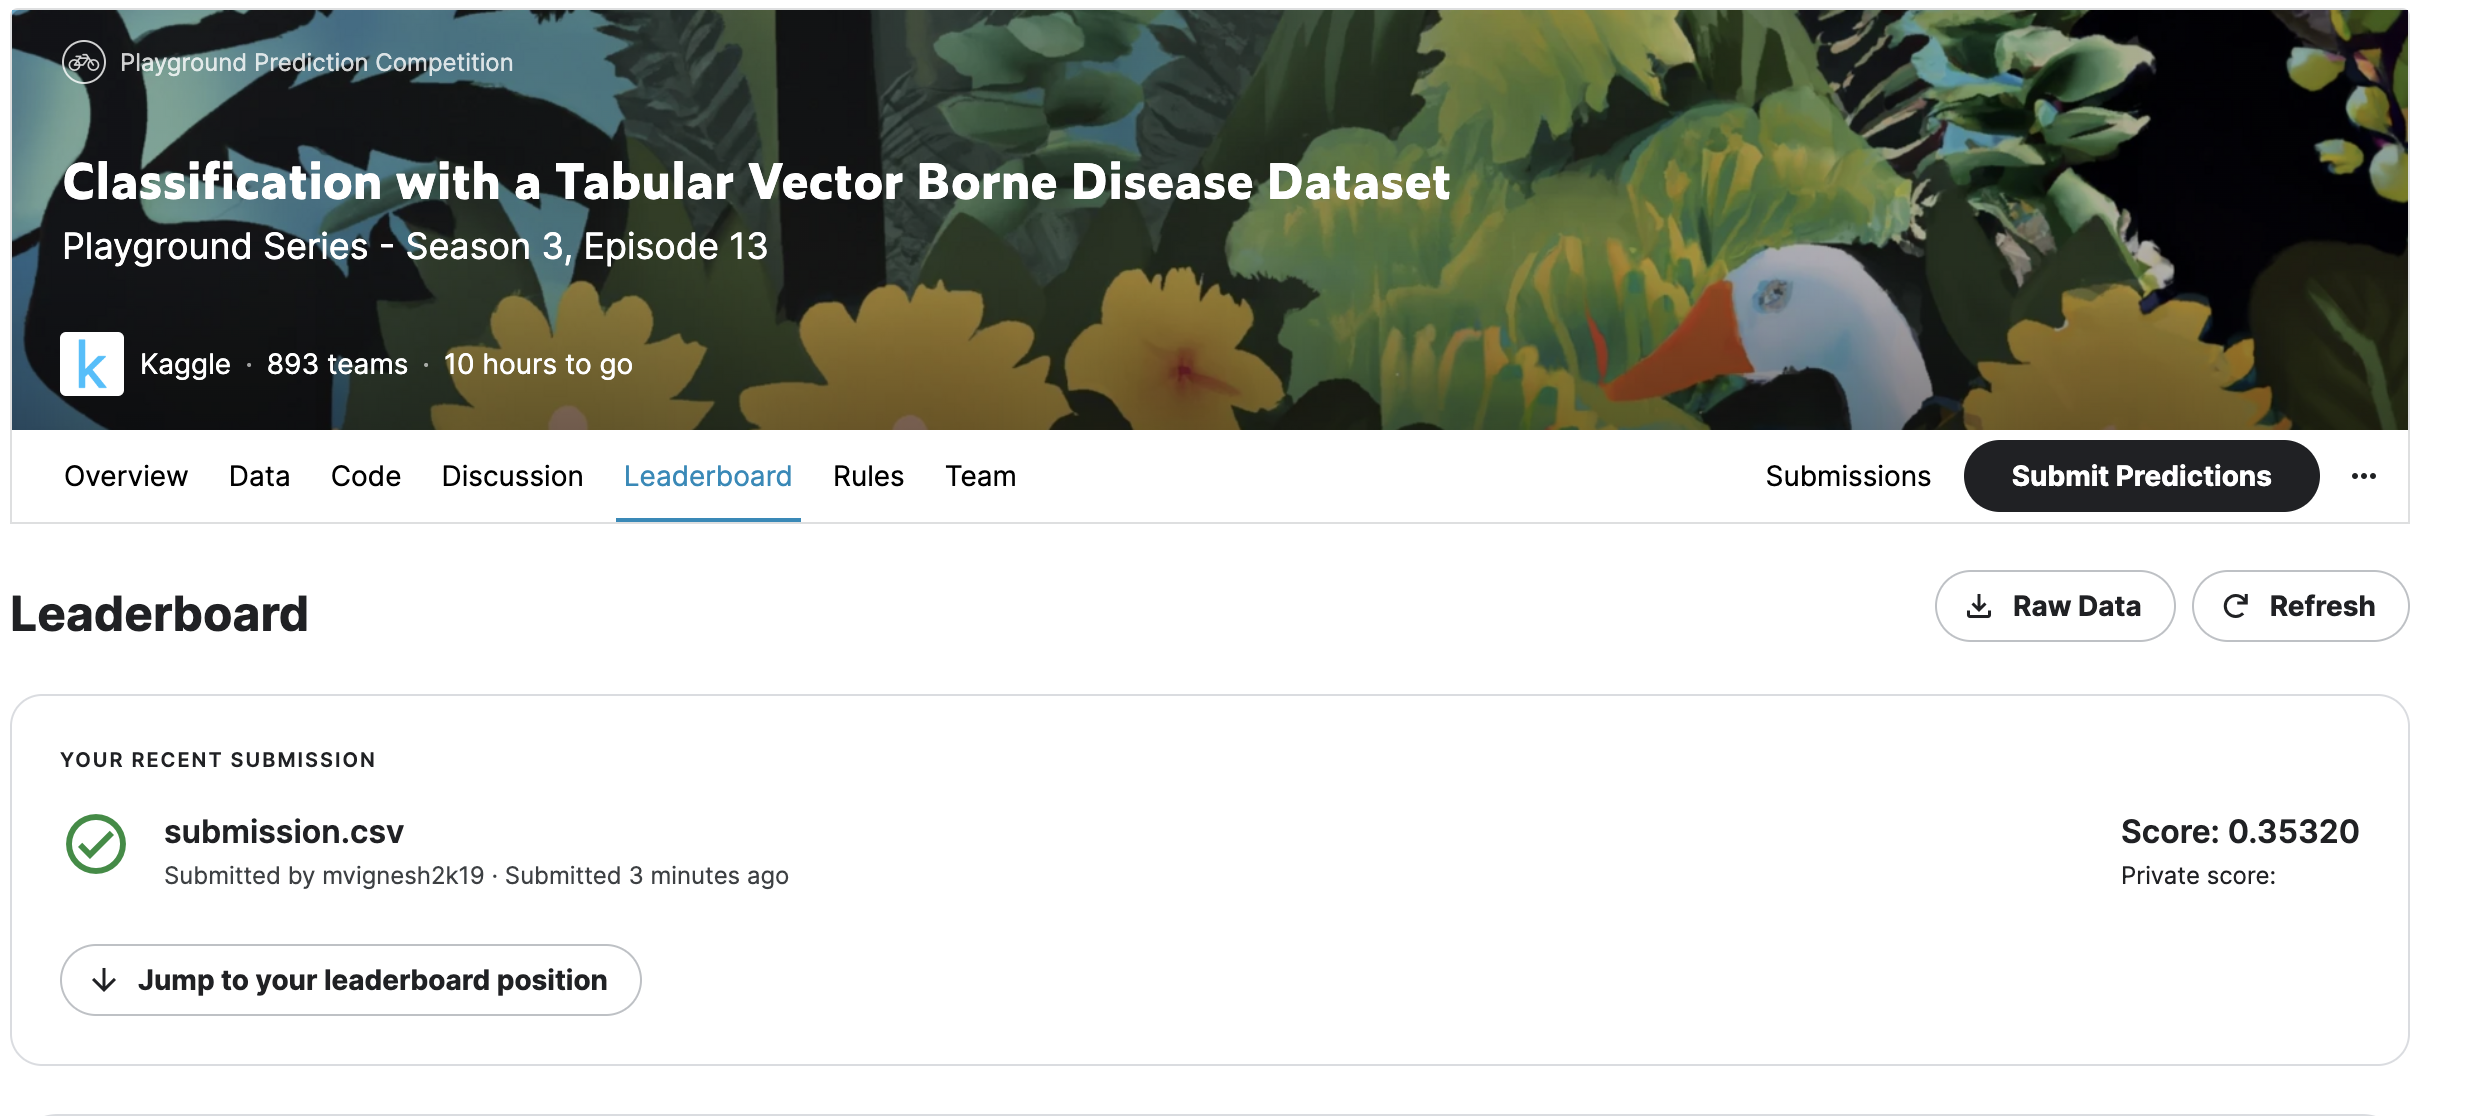 Playground Prediction Competition
Classification with a Tabular Vector Borne Disease Dataset
Playground Series - Season 3, Episode 13
k
Kaggle · 893 teams · 10 hours to go
Overview Data Code Discussion Leaderboard Rules Team Submissions Submit Predictions ...
Leaderboard Raw Data Refresh
YOUR RECENT SUBMISSION
submission.csv Score: 0.35320
Submitted by mvignesh2k19 · Submitted 3 minutes ago Private score:
Jump to your leaderboard position